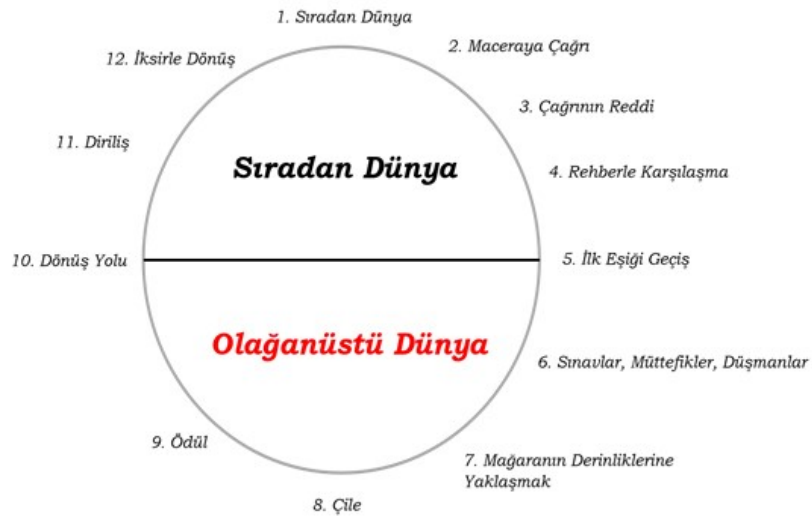 1. Sıradan Dünya
2. Maceraya Çağrı
3. Çağrının Reddi
4. Rehberle Karşılaşma
5. İlk Eşiği Geçiş
6. Sınavlar, Müttefikler, Düşmanlar
7. Mağaranın Derinliklerine
Yaklaşmak
8. Çile
9. Ödül
10. Dönüş Yolu
11. Diriliş
12. İksirle Dönüş
Sıradan Dünya
Olağanüstü Dünya